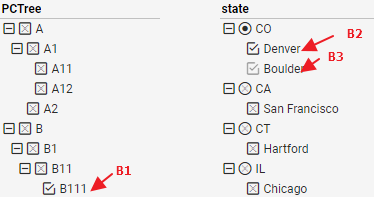 PCTree
A
A1
A11
A12
A2
B
B1
B11
B111
B1
state
CO
Denver
B2
Boulder
B3
CA
San Francisco
CT
Hartford
IL
Chicago